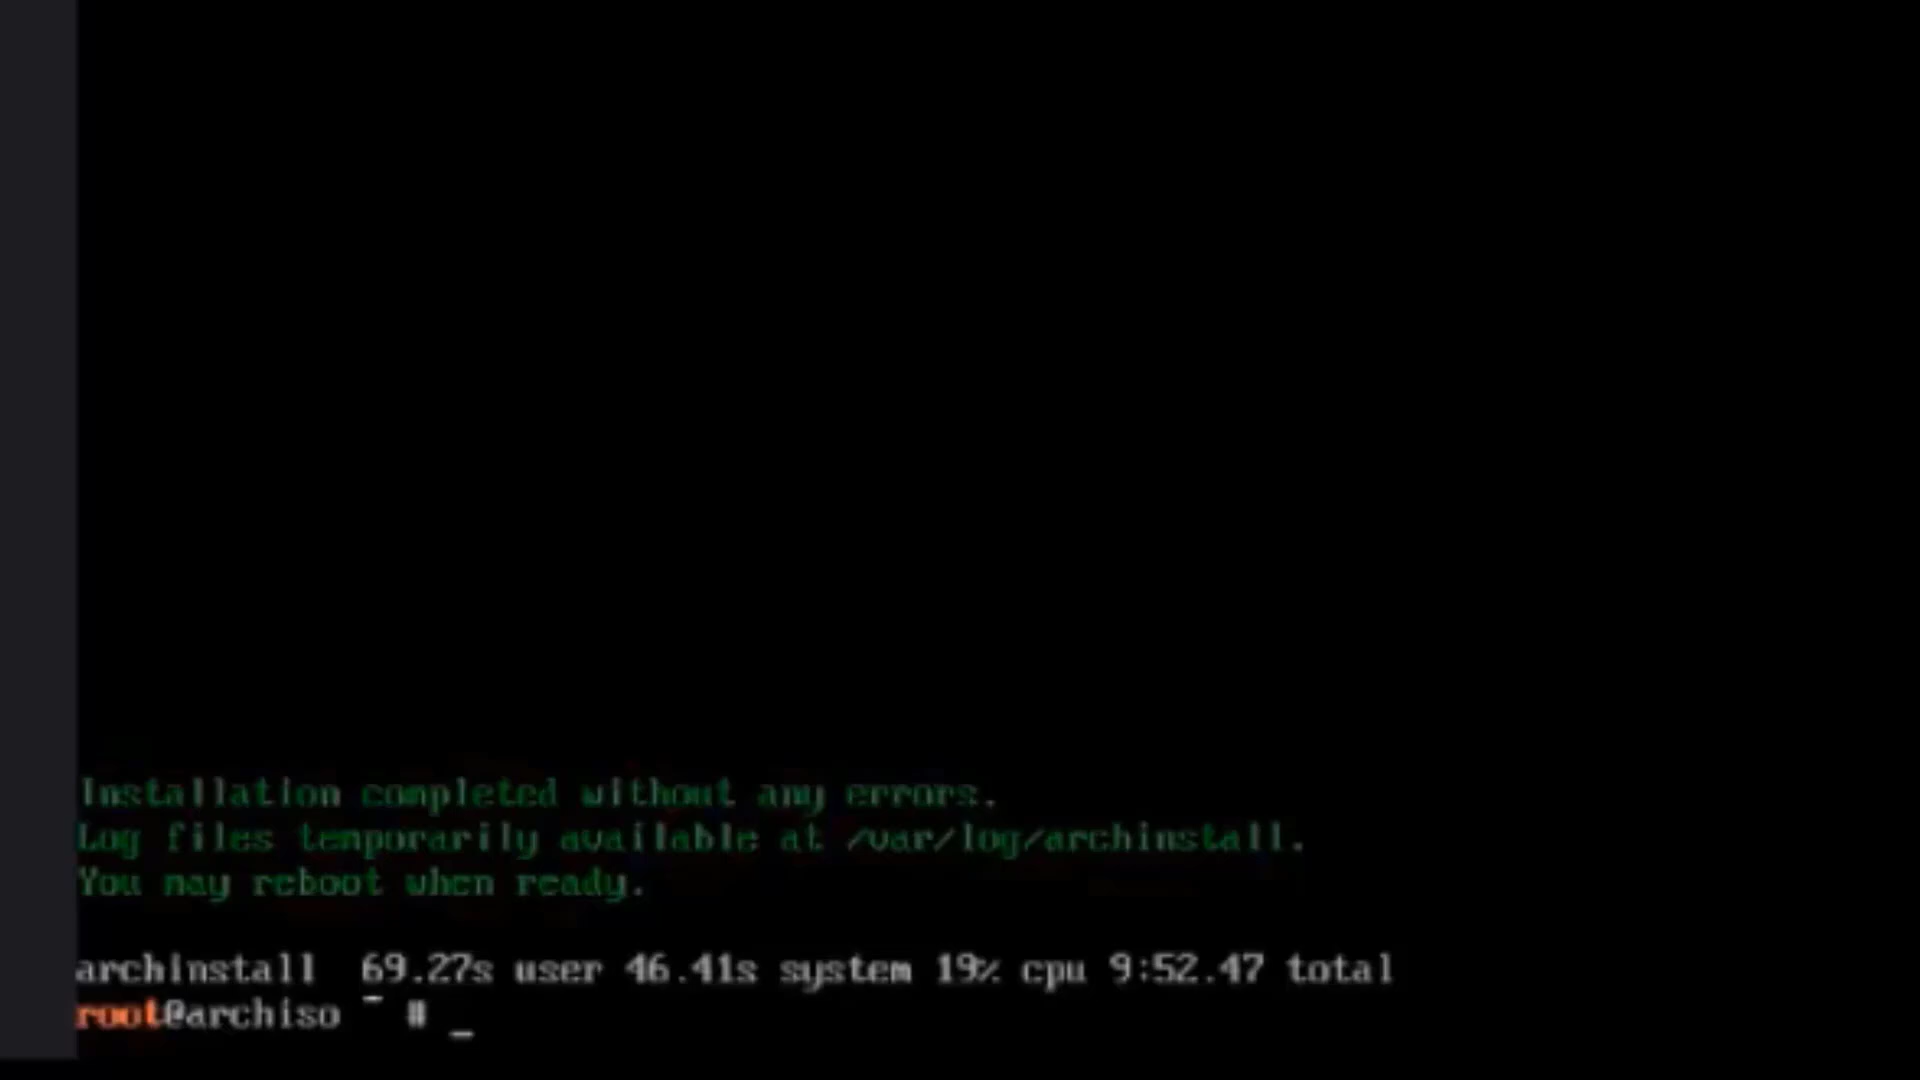 Installation completed without any errors.
Log files temporarily available at /var/log/archinstall.
You may reboot when ready.
archinstall  69.27s user 46.41s system 19% cpu 9:52.47 total
root@archiso ~ # _